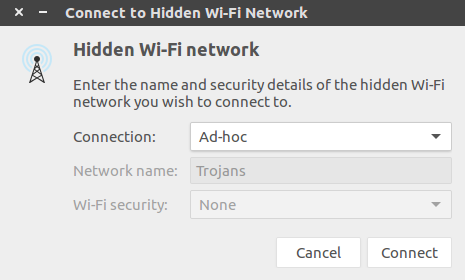 Connect to Hidden Wi-Fi Network
Hidden Wi-Fi network
Enter the name and security details of the hidden Wi-Fi
network you wish to connect to.
Connection: Ad-hoc
Network name: Trojans
Wi-Fi security: None
Cancel Connect